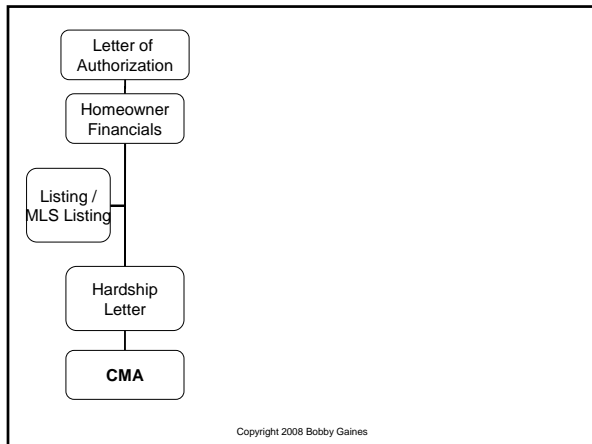 Letter of
Authorization
Homeowner
Financials
Listing /
MLS Listing
Hardship
Letter
CMA
Copyright 2008 Bobby Gaines